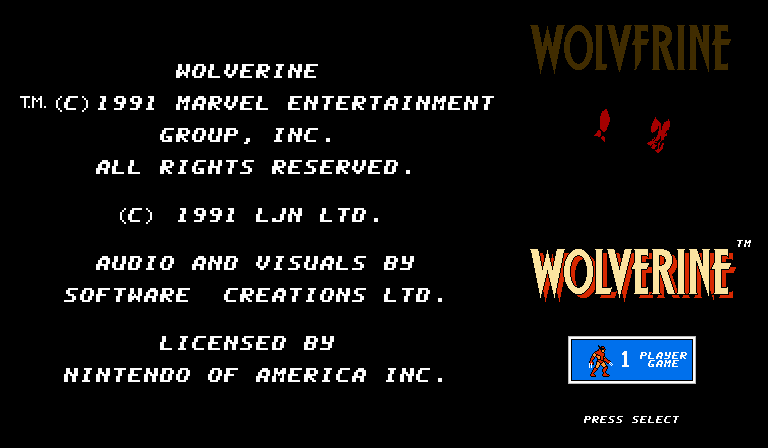 WOLVERINE
T.M. (C) 1991 MARVEL ENTERTAINMENT
GROUP, INC.
ALL RIGHTS RESERVED.
(C) 1991 LJN LTD.
AUDIO AND VISUALS BY
SOFTWARE CREATIONS LTD.
LICENSED BY
NINTENDO OF AMERICA INC.
WOLVERINE
WOLVERINE TM
1 PLAYER
GAME
PRESS SELECT